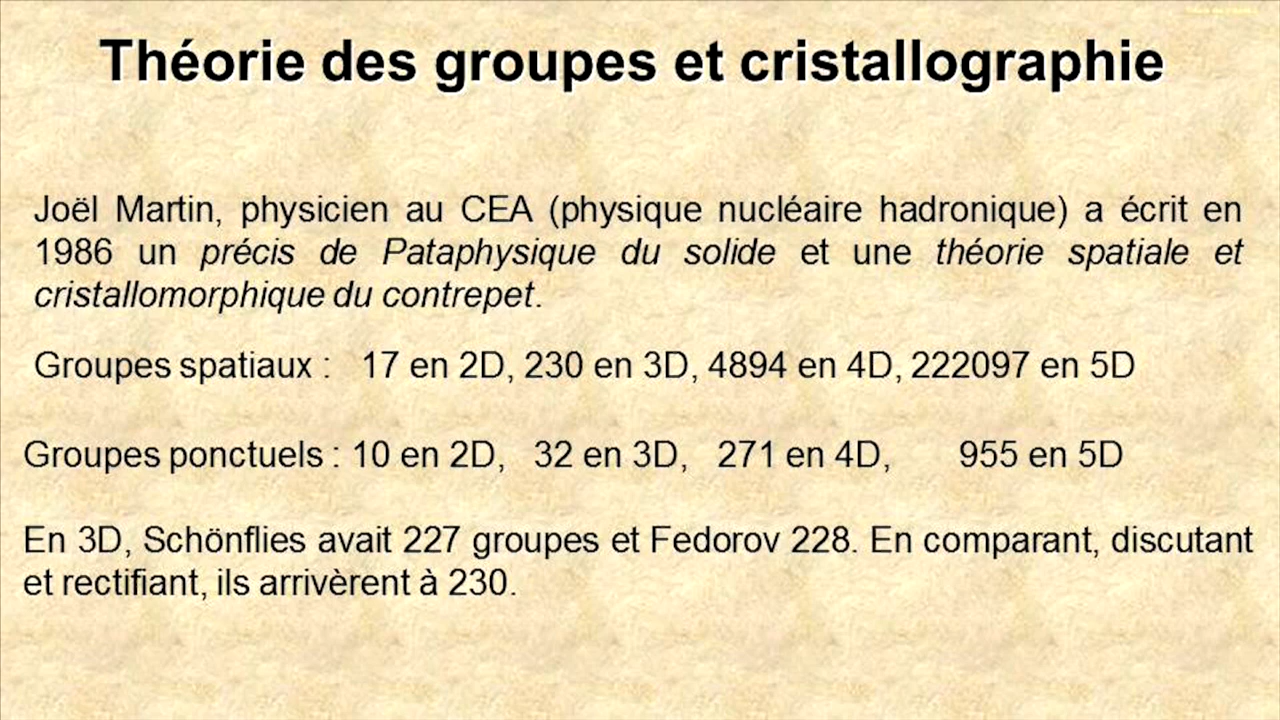 Théorie des groupes et cristallographie
Joël Martin, physicien au CEA (physique nucléaire hadronique) a écrit en
1986 un précis de Pataphysique du solide et une théorie spatiale et
cristallomorphique du contrepet.
Groupes spatiaux : 17 en 2D, 230 en 3D, 4894 en 4D, 222097 en 5D
Groupes ponctuels : 10 en 2D, 32 en 3D, 271 en 4D, 955 en 5D
En 3D, Schönflies avait 227 groupes et Fedorov 228. En comparant, discutant
et rectifiant, ils arrivèrent à 230.